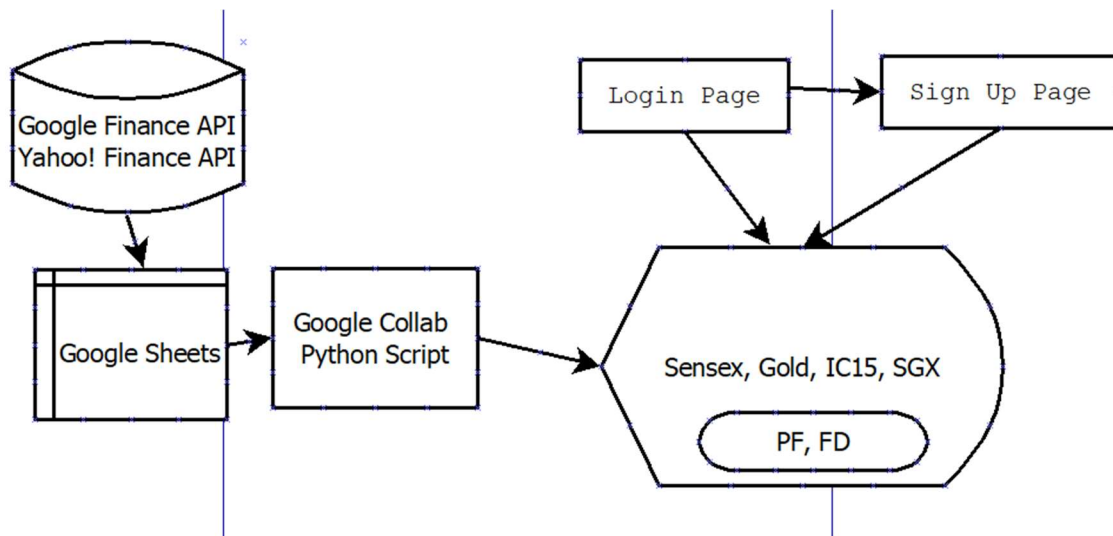 Google Finance API
Yahoo! Finance API
Login Page
Sign Up Page
Google Sheets
Google Collab
Python Script
Sensex, Gold, IC15, SGX
PF, FD